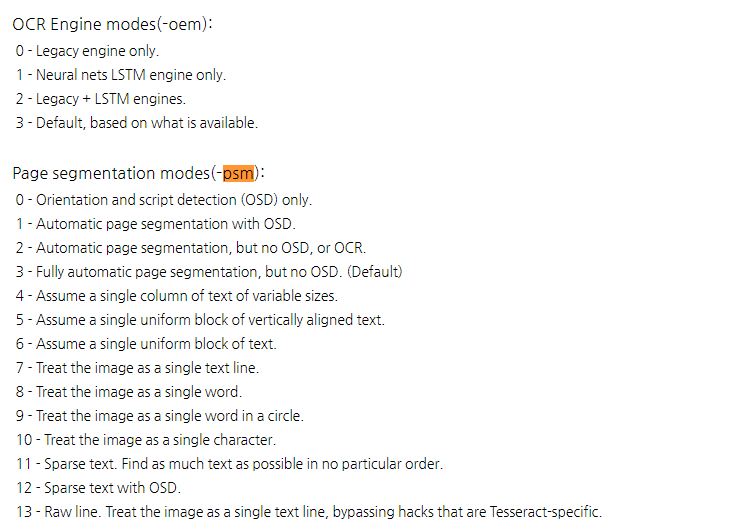 OCR Engine modes(-oem):
0 - Legacy engine only.
1 - Neural nets LSTM engine only.
2 - Legacy + LSTM engines.
3 - Default, based on what is available.
Page segmentation modes(-psm):
0 - Orientation and script detection (OSD) only.
1 - Automatic page segmentation with OSD.
2 - Automatic page segmentation, but no OSD, or OCR.
3 - Fully automatic page segmentation, but no OSD. (Default)
4 - Assume a single column of text of variable sizes.
5 - Assume a single uniform block of vertically aligned text.
6 - Assume a single uniform block of text.
7 - Treat the image as a single text line.
8 - Treat the image as a single word.
9 - Treat the image as a single word in a circle.
10 - Treat the image as a single character.
11 - Sparse text. Find as much text as possible in no particular order.
12 - Sparse text with OSD.
13 - Raw line. Treat the image as a single text line, bypassing hacks that are Tesseract-specific.